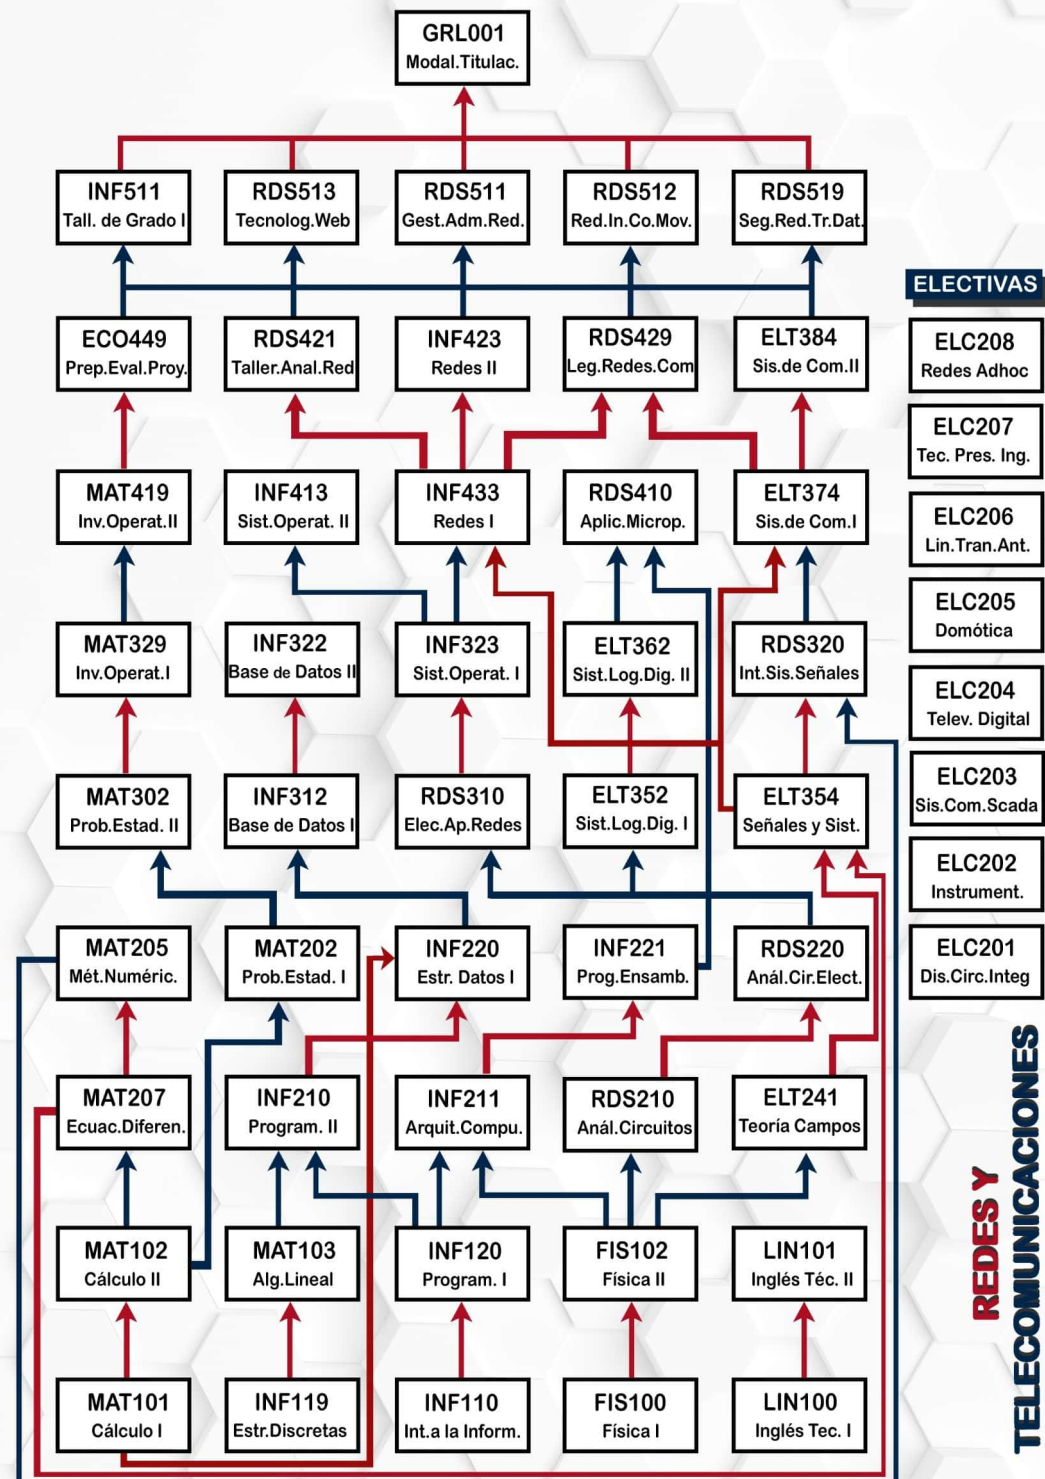 GRL001
Modal.Titulac.
INF511
Tall. de Grado I
RDS513
Tecnolog.Web
RDS511
Gest.Adm.Red.
RDS512
Red.In.Co.Mov.
RDS519
Seg.Red.Tr.Dat.
ECO449
Prep.Eval.Proy.
RDS421
Taller.Anal.Red
INF423
Redes II
RDS429
Leg.Redes.Com
ELT384
Sis.de Com.II
MAT419
Inv.Operat.II
INF413
Sist.Operat. II
INF433
Redes I
RDS410
Aplic.Microp.
ELT374
Sis.de Com.I
MAT329
Inv.Operat.I
INF322
Base de Datos II
INF323
Sist.Operat. I
ELT362
Sist.Log.Dig. II
RDS320
Int.Sis.Señales
MAT302
Prob.Estad. II
INF312
Base de Datos I
RDS310
Elec.Ap.Redes
ELT352
Sist.Log.Dig. I
ELT354
Señales y Sist.
MAT205
Mét.Numéric.
MAT202
Prob.Estad. I
INF220
Estr. Datos I
INF221
Prog.Ensamb.
RDS220
Anál.Cir.Elect.
MAT207
Ecuac.Diferen.
INF210
Program. II
INF211
Arquit.Compu.
RDS210
Anál.Circuitos
ELT241
Teoría Campos
MAT102
Cálculo II
MAT103
Alg.Lineal
INF120
Program. I
FIS102
Física II
LIN101
Inglés Téc. II
MAT101
Cálculo I
INF119
Estr.Discretas
INF110
Int.a la Inform.
FIS100
Física I
LIN100
Inglés Tec. I
ELECTIVAS
ELC208
Redes Adhoc
ELC207
Tec. Pres. Ing.
ELC206
Lin.Tran.Ant.
ELC205
Domótica
ELC204
Telev. Digital
ELC203
Sis.Com.Scada
ELC202
Instrument.
ELC201
Dis.Circ.Integ
REDES Y
TELECOMUNICACIONES